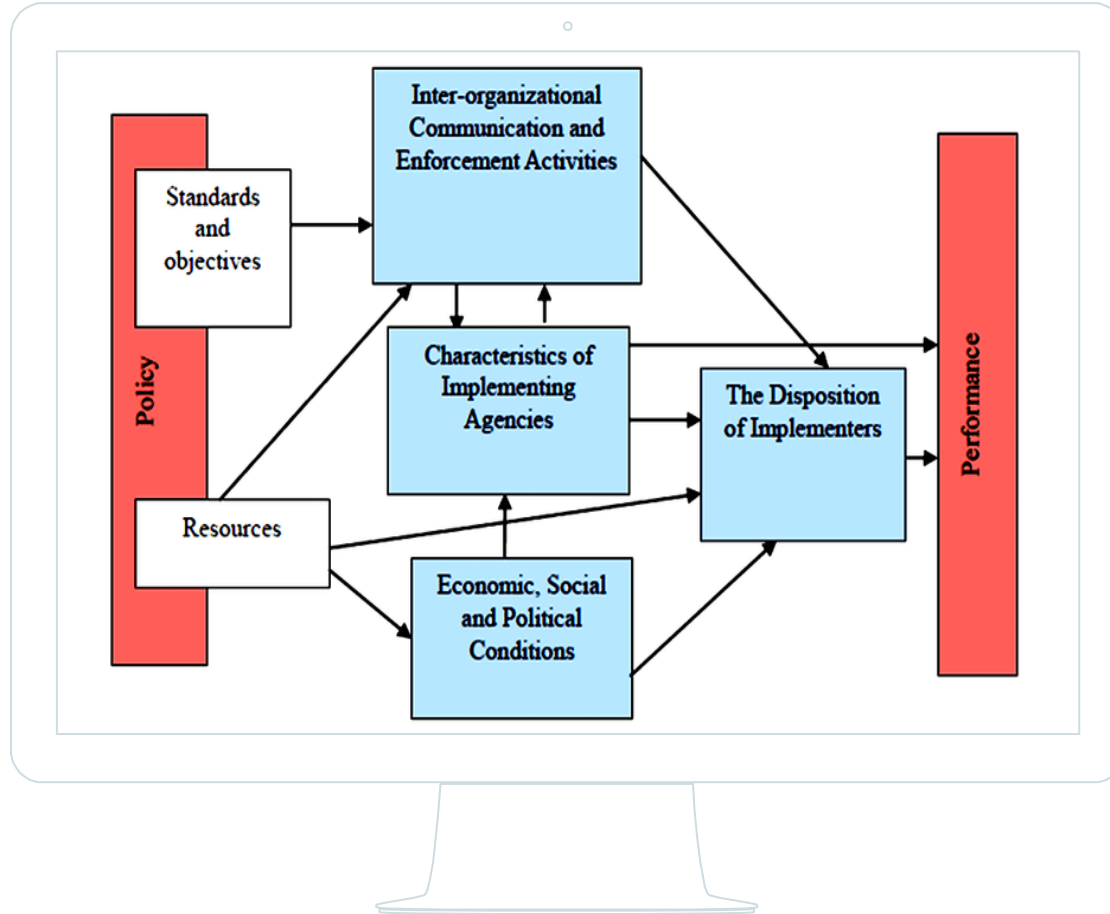 Inter-organizational
Communication and
Enforcement Activities
Standards
and
objectives
Policy
Characteristics of
Implementing
Agencies
The Disposition
of Implementers
Performance
Resources
Economic, Social
and Political
Conditions